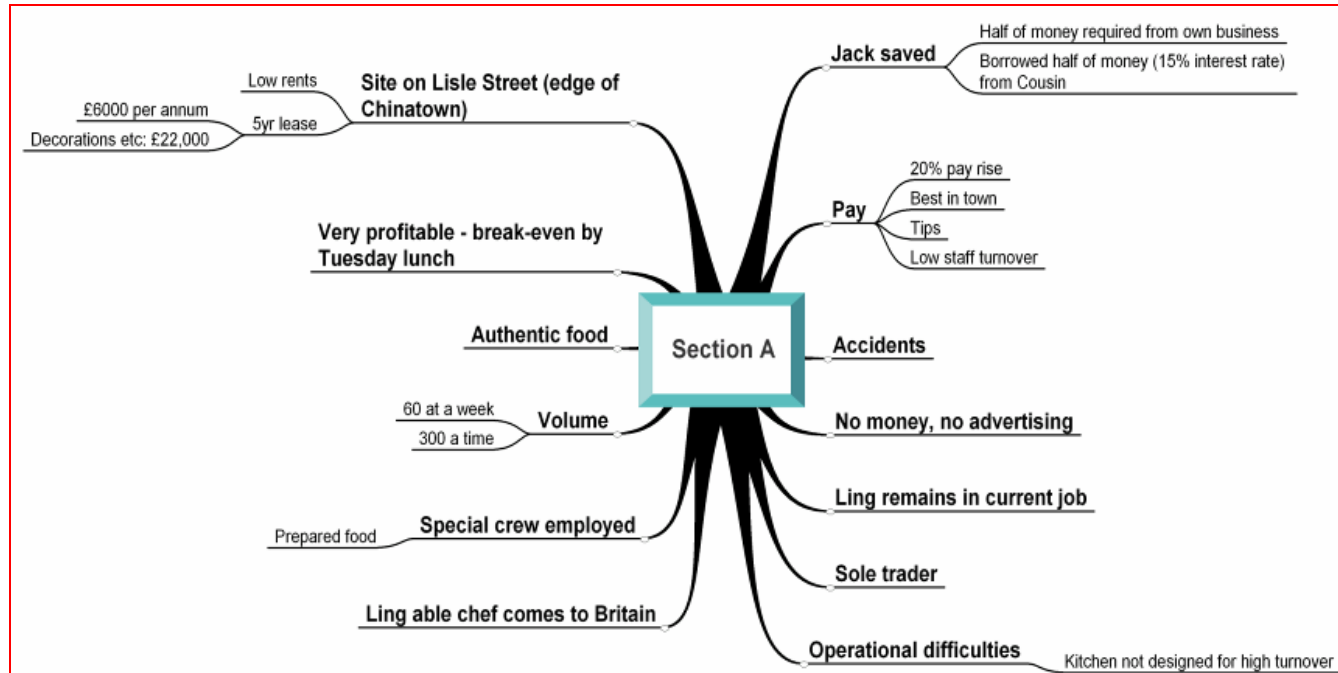 Section A
Jack saved
Half of money required from own business
Borrowed half of money (15% interest rate)
from Cousin
Pay
20% pay rise
Best in town
Tips
Low staff turnover
Accidents
No money, no advertising
Ling remains in current job
Sole trader
Operational difficulties
Kitchen not designed for high turnover
Site on Lisle Street (edge of
Chinatown)
Low rents
5yr lease
£6000 per annum
Decorations etc: £22,000
Very profitable - break-even by
Tuesday lunch
Authentic food
Volume
60 at a week
300 a time
Special crew employed
Prepared food
Ling able chef comes to Britain